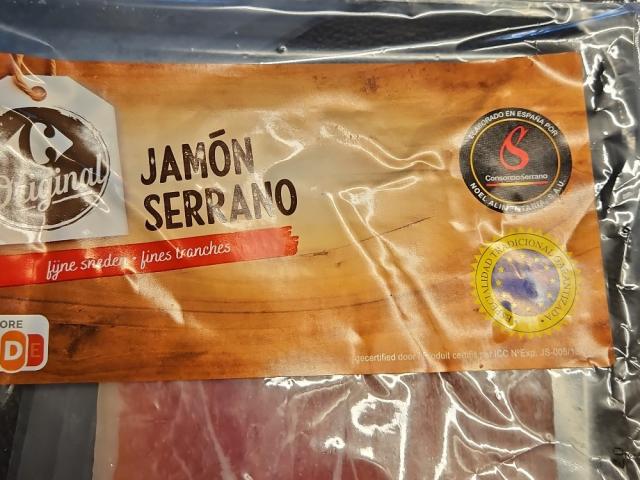 Original
JAMÓN
SERRANO
fijne sneden - fines tranches
ELABORADO EN ESPAÑA POR
ConsorcioSerrano
NOEL ALIMENTARIA, S.A.U.
ESPECIALIDAD TRADICIONAL GARANTIZADA
ORE
D E
gecertified door / Produit certifié par ICC N°Exp. JS-005/